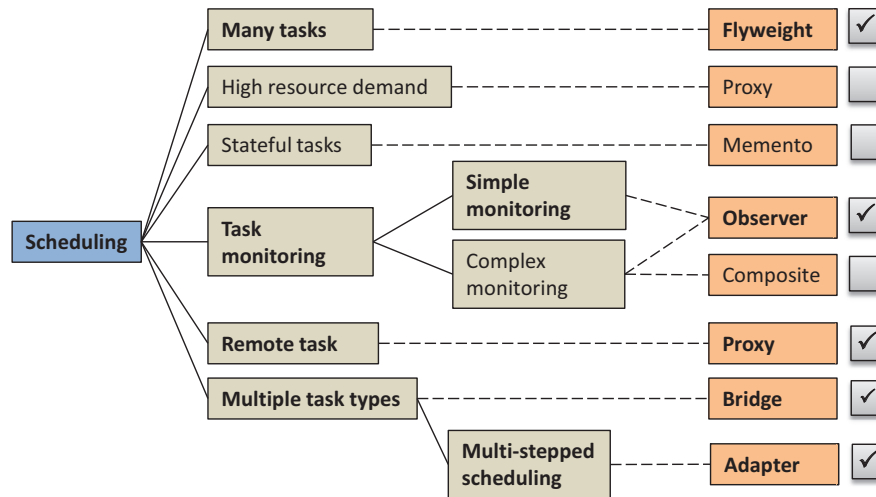 Many tasks
Flyweight
High resource demand
Proxy
Stateful tasks
Memento
Simple
monitoring
Scheduling
Task
monitoring
Observer
Complex
monitoring
Composite
Remote task
Proxy
Multiple task types
Bridge
Multi-stepped
scheduling
Adapter